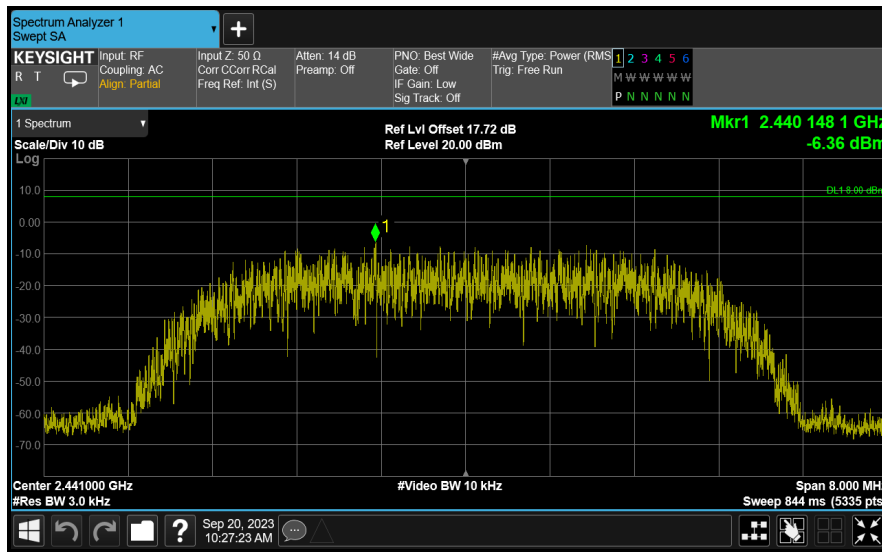 Spectrum Analyzer 1
Swept SA
+
KEYSIGHT
R T
LXI
Input: RF
Coupling: AC
Align: Partial
Input Z: 50 Ω
Corr CCorr RCal
Freq Ref: Int (S)
Atten: 14 dB
Preamp: Off
PNO: Best Wide
Gate: Off
IF Gain: Low
Sig Track: Off
#Avg Type: Power (RMS
Trig: Free Run
1 2 3 4 5 6
M W W W W W
P N N N N N
1 Spectrum
Scale/Div 10 dB
Log
Ref Lvl Offset 17.72 dB
Ref Level 20.00 dBm
Mkr1 2.440 148 1 GHz
-6.36 dBm
10.0
DL1 8.00 dBm
0.00
1
-10.0
-20.0
-30.0
-40.0
-50.0
-60.0
-70.0
Center 2.441000 GHz
#Video BW 10 kHz
Span 8.000 MHz
#Res BW 3.0 kHz
Sweep 844 ms (5335 pts
?
Sep 20, 2023
10:27:23 AM